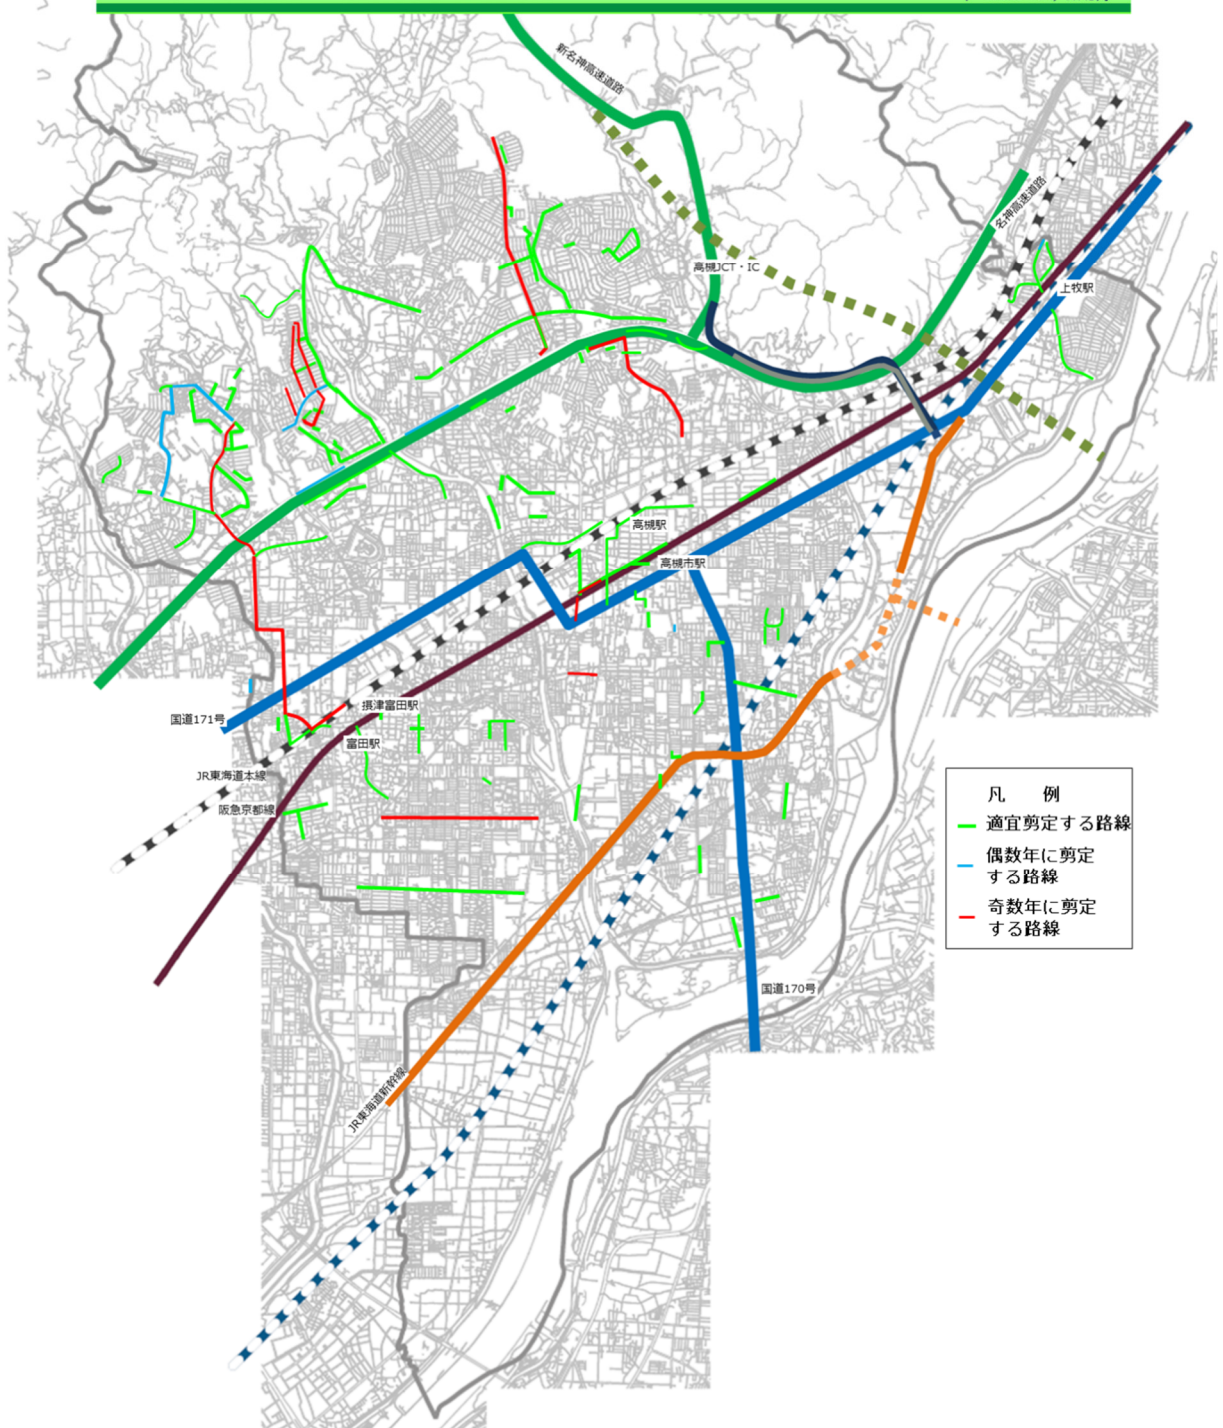 新名神高速道路
名神高速道路
高槻JCT・IC
上牧駅
高槻駅
高槻市駅
摂津富田駅
国道171号
富田駅
JR東海道本線
阪急京都線
凡　例
適宜剪定する路線
偶数年に剪定
する路線
奇数年に剪定
する路線
国道170号
JR東海道新幹線